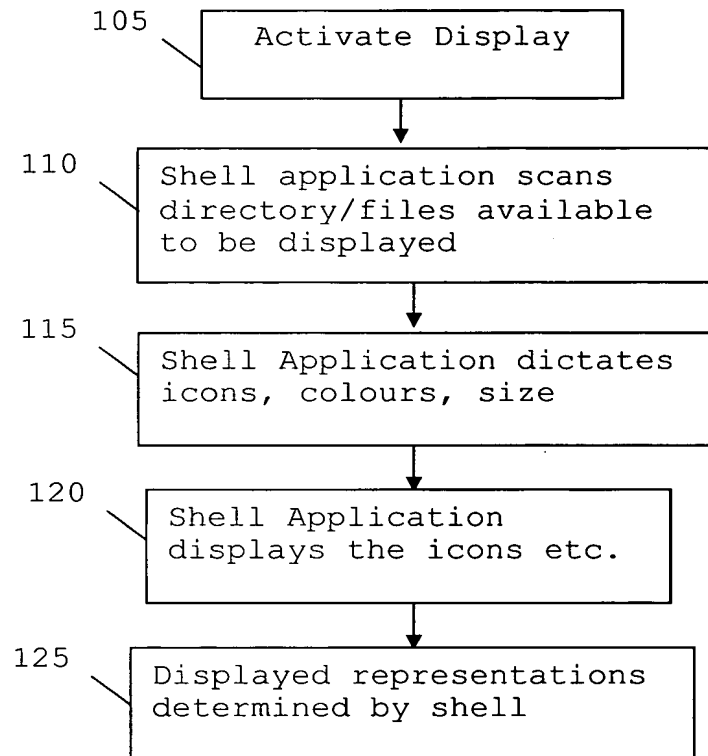 105
Activate Display
110
Shell application scans
directory/files available
to be displayed
115
Shell Application dictates
icons, colours, size
120
Shell Application
displays the icons etc.
125
Displayed representations
determined by shell